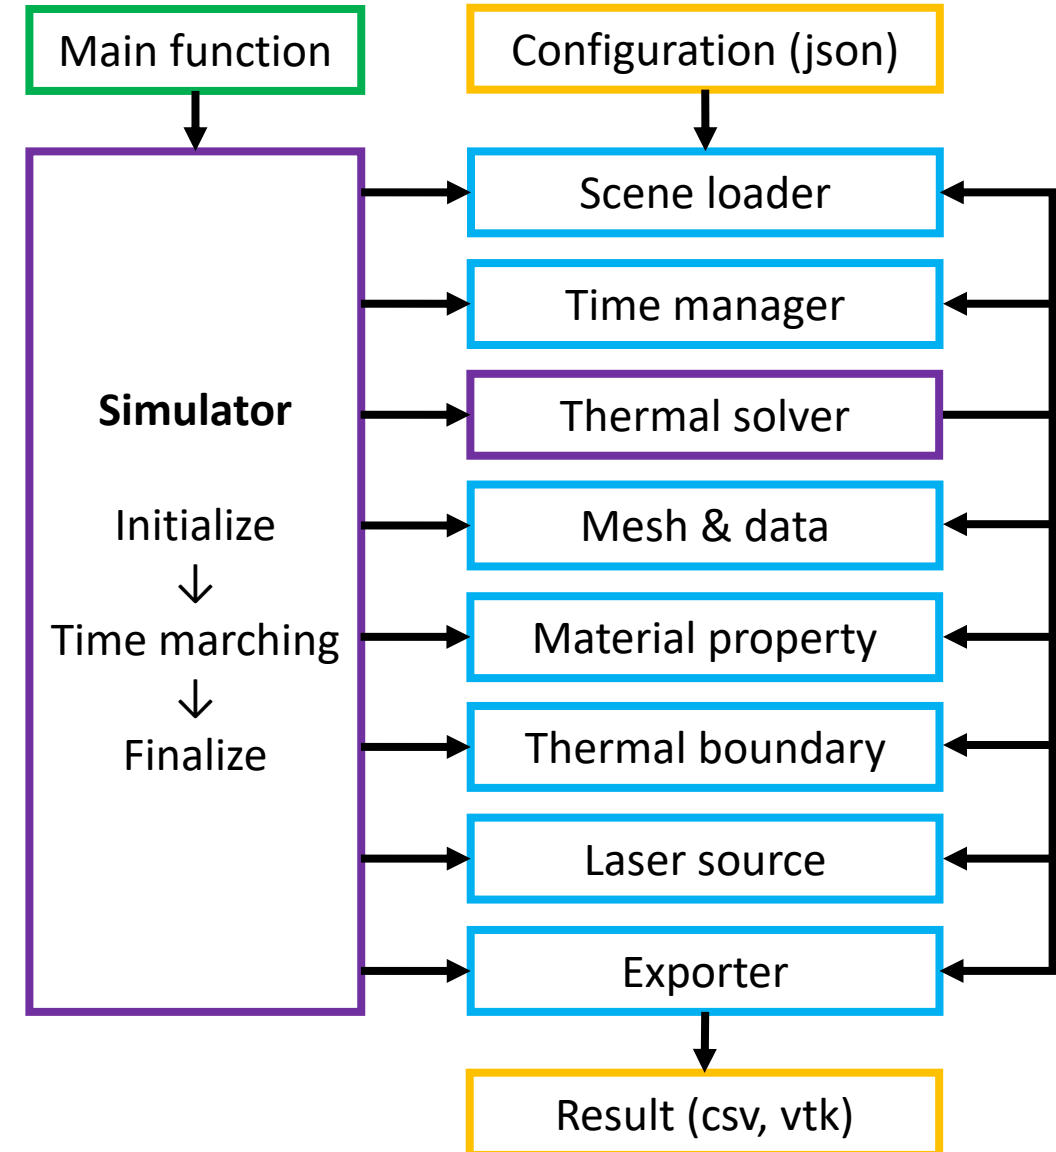 Main function
Configuration (json)
Simulator
Initialize
↓
Time marching
↓
Finalize
Scene loader
Time manager
Thermal solver
Mesh & data
Material property
Thermal boundary
Laser source
Exporter
Result (csv, vtk)